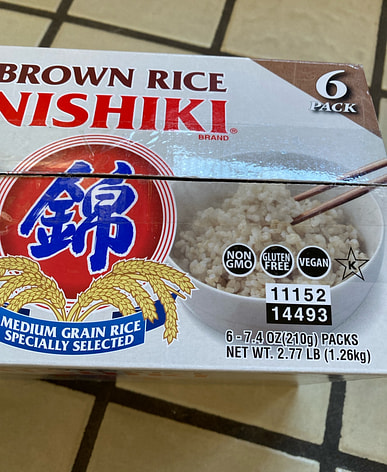 BROWN RICE
NISHIKI®
BRAND
6
PACK
錦
NON
GMO
GLUTEN
FREE
VEGAN
K
11152
14493
MEDIUM GRAIN RICE
SPECIALLY SELECTED
6 - 7.4 OZ(210g) PACKS
NET WT. 2.77 LB (1.26kg)